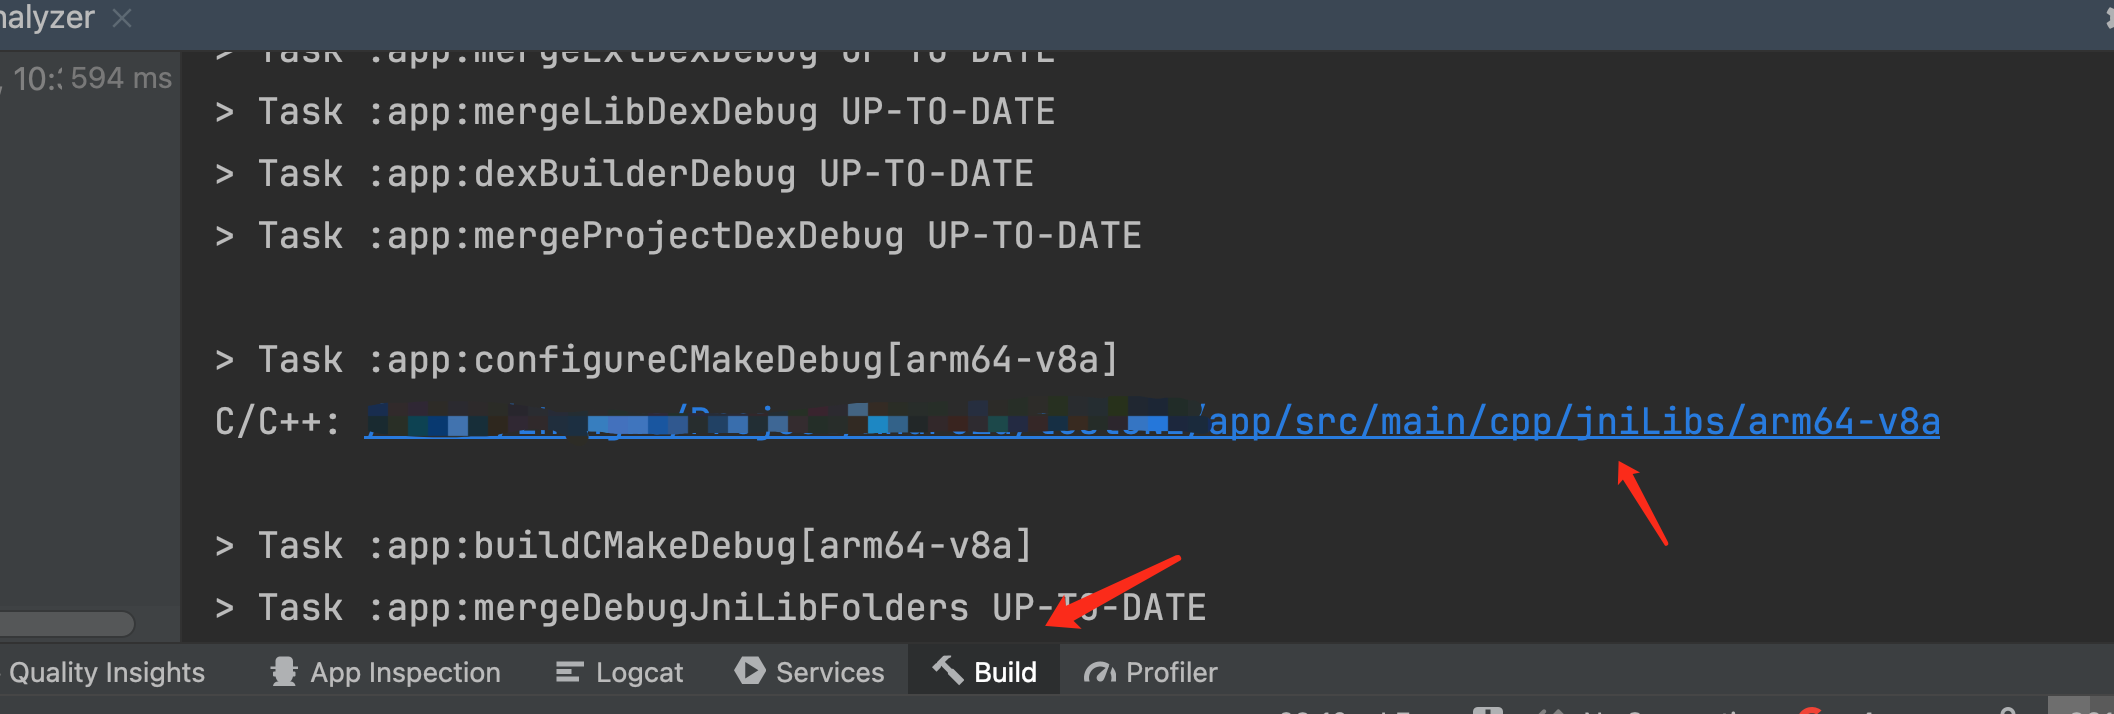 nalyzer
10: 594 ms
> Task :app:mergeExtDexDebug UP-TO-DATE
> Task :app:mergeLibDexDebug UP-TO-DATE
> Task :app:dexBuilderDebug UP-TO-DATE
> Task :app:mergeProjectDexDebug UP-TO-DATE
> Task :app:configureCMakeDebug[arm64-v8a]
C/C++: /app/src/main/cpp/jniLibs/arm64-v8a
> Task :app:buildCMakeDebug[arm64-v8a]
> Task :app:mergeDebugJniLibFolders UP-TO-DATE
Quality Insights App Inspection Logcat Services Build Profiler